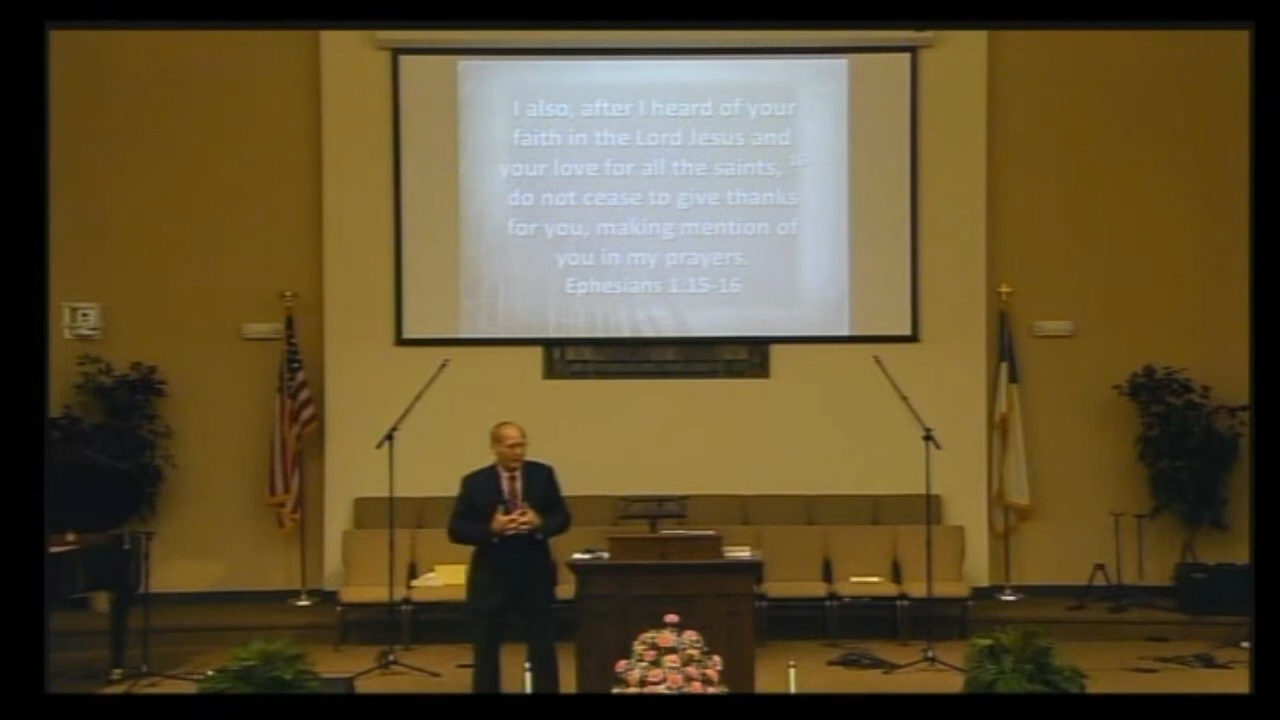 I also, after I heard of your
faith in the Lord Jesus and
your love for all the saints, 16
do not cease to give thanks
for you, making mention of
you in my prayers.
Ephesians 1:15-16